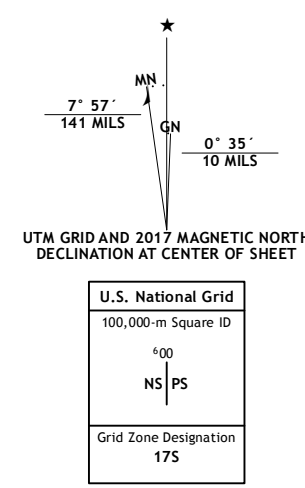 ★
MN
7° 57´
141 MILS
GN
0° 35´
10 MILS
UTM GRID AND 2017 MAGNETIC NORTH
DECLINATION AT CENTER OF SHEET
U.S. National Grid
100,000-m Square ID
⁶00
NS PS
Grid Zone Designation
17S